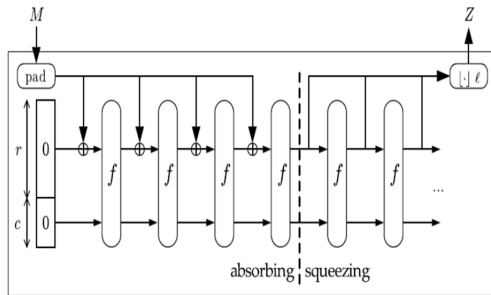 M Z
pad ⌊·⌋ ℓ
r 0 ⊕ f ⊕ f ⊕ f ⊕ f f f
c 0 ...
absorbing squeezing